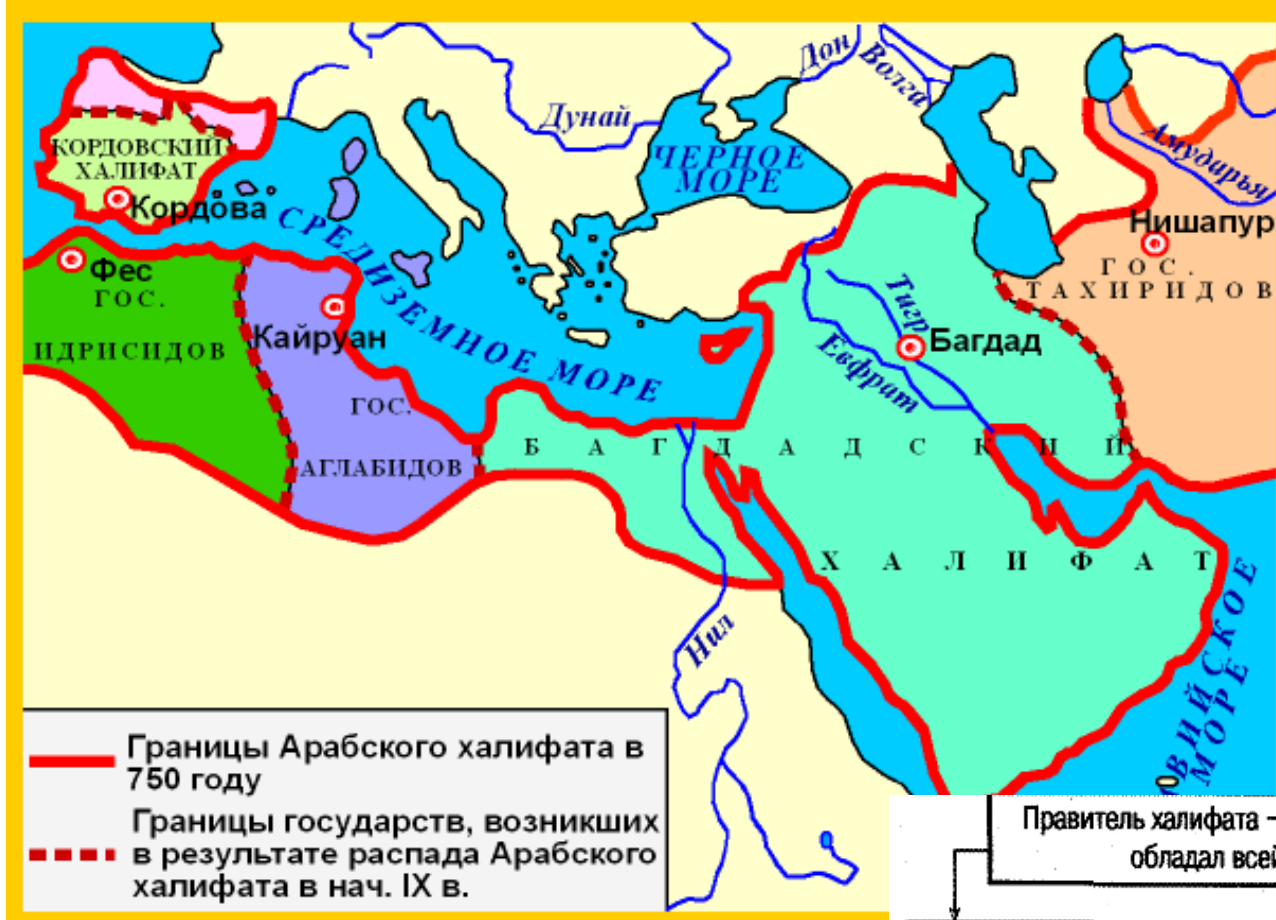 Дон
Волга
Дунай
ЧЕРНОЕ
МОРЕ
Амударья
КОРДОВСКИЙ
ХАЛИФАТ
Кордова
СРЕДИЗЕМНОЕ МОРЕ
Нишапур
ГОС.
ТАХИРИДОВ
Фес
ГОС.
ИДРИСИДОВ
Кайруан
ГОС.
АГЛАБИДОВ
Тигр
Евфрат
Багдад
БАГДАДСКИЙ
ХАЛИФАТ
Нил
ВИЙСКОЕ
МОРЕ
Границы Арабского халифата в
750 году
Границы государств, возникших
в результате распада Арабского
халифата в нач. IX в.
Правитель халифата –
обладал всей